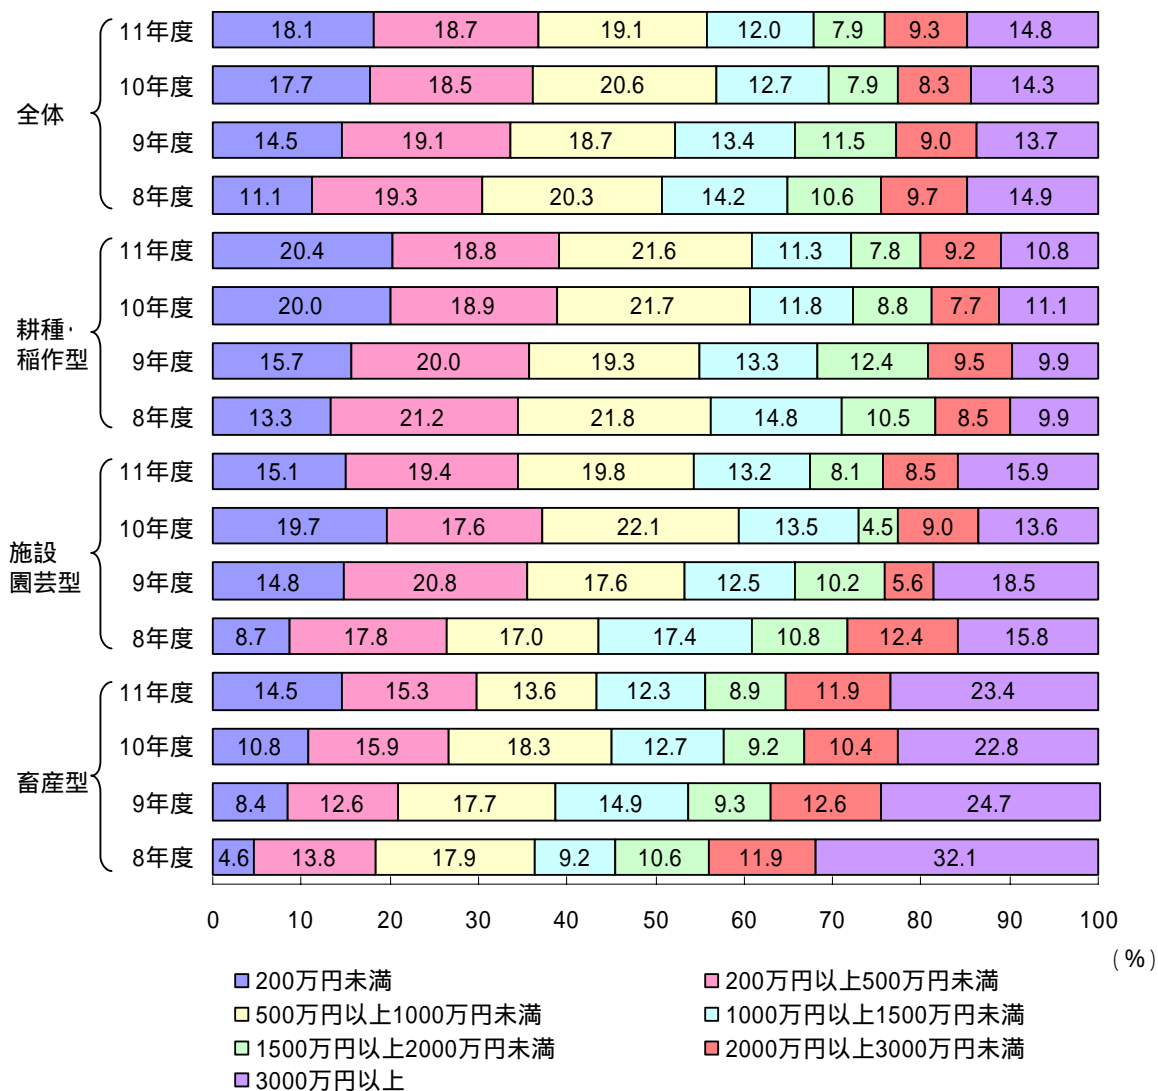 全体
11年度 18.1 18.7 19.1 12.0 7.9 9.3 14.8
10年度 17.7 18.5 20.6 12.7 7.9 8.3 14.3
9年度 14.5 19.1 18.7 13.4 11.5 9.0 13.7
8年度 11.1 19.3 20.3 14.2 10.6 9.7 14.9
耕種・
稲作型
11年度 20.4 18.8 21.6 11.3 7.8 9.2 10.8
10年度 20.0 18.9 21.7 11.8 8.8 7.7 11.1
9年度 15.7 20.0 19.3 13.3 12.4 9.5 9.9
8年度 13.3 21.2 21.8 14.8 10.5 8.5 9.9
施設
園芸型
11年度 15.1 19.4 19.8 13.2 8.1 8.5 15.9
10年度 19.7 17.6 22.1 13.5 4.5 9.0 13.6
9年度 14.8 20.8 17.6 12.5 10.2 5.6 18.5
8年度 8.7 17.8 17.0 17.4 10.8 12.4 15.8
畜産型
11年度 14.5 15.3 13.6 12.3 8.9 11.9 23.4
10年度 10.8 15.9 18.3 12.7 9.2 10.4 22.8
9年度 8.4 12.6 17.7 14.9 9.3 12.6 24.7
8年度 4.6 13.8 17.9 9.2 10.6 11.9 32.1
0 10 20 30 40 50 60 70 80 90 100
(%)
200万円未満 200万円以上500万円未満
500万円以上1000万円未満 1000万円以上1500万円未満
1500万円以上2000万円未満 2000万円以上3000万円未満
3000万円以上